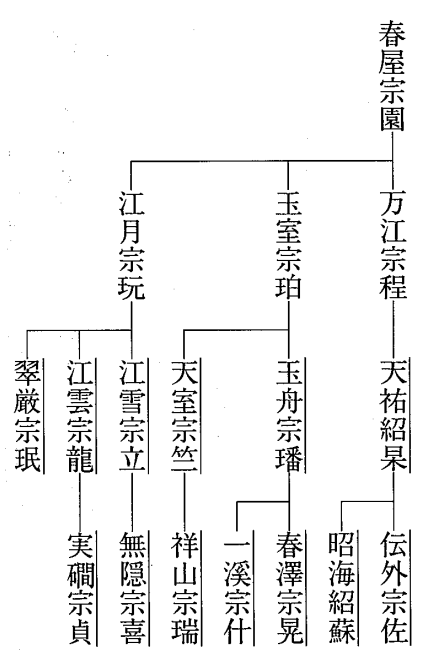 春屋宗園
万江宗程
玉室宗珀
江月宗玩
天祐紹杲
玉舟宗璠
天室宗竺
江雪宗立
江雲宗龍
翠厳宗珉
伝外宗佐
昭海紹蘇
春澤宗晃
一溪宗什
祥山宗瑞
無隠宗喜
実磵宗貞